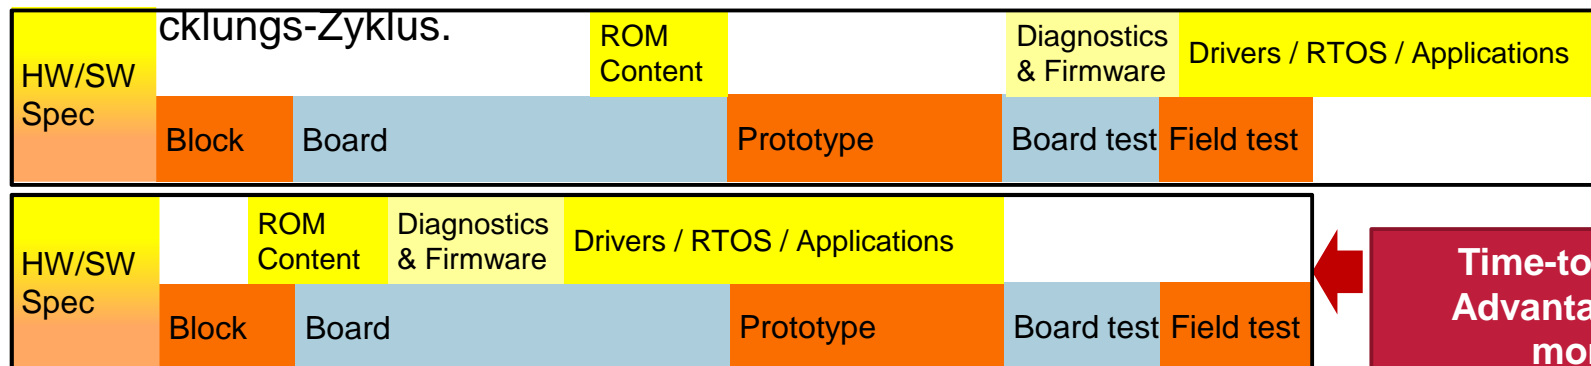 cklungs-Zyklus.
HW/SW
Spec
ROM
Content
Diagnostics
& Firmware
Drivers / RTOS / Applications
Block
Board
Prototype
Board test
Field test
HW/SW
Spec
ROM
Content
Diagnostics
& Firmware
Drivers / RTOS / Applications
Block
Board
Prototype
Board test
Field test
Time-to
Advanta
mo